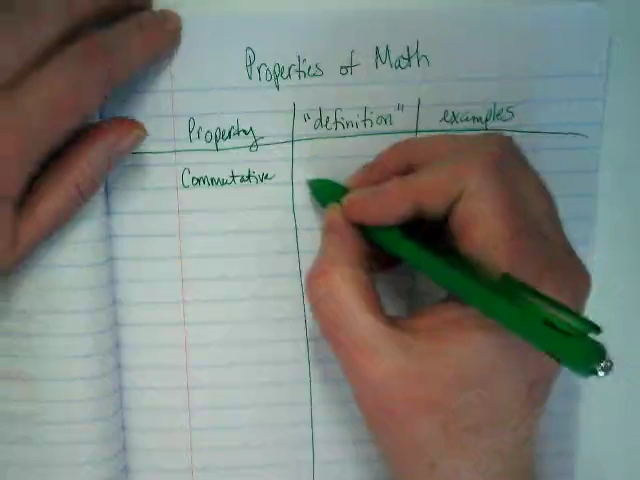 Properties of Math
Property "definition" examples
Commutative